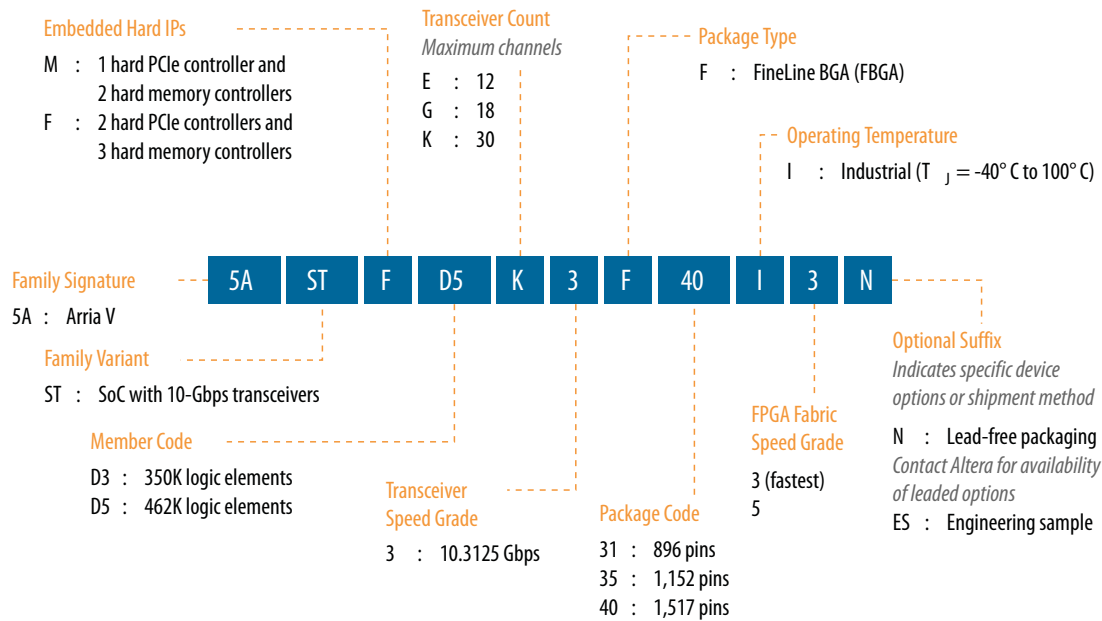 Embedded Hard IPs
M : 1 hard PCIe controller and
2 hard memory controllers
F : 2 hard PCIe controllers and
3 hard memory controllers
Transceiver Count
Maximum channels
E : 12
G : 18
K : 30
Package Type
F : FineLine BGA (FBGA)
Operating Temperature
I : Industrial (T J = -40° C to 100° C)
5A ST F D5 K 3 F 40 I 3 N
Family Signature
5A : Arria V
Family Variant
ST : SoC with 10-Gbps transceivers
Member Code
D3 : 350K logic elements
D5 : 462K logic elements
Transceiver
Speed Grade
3 : 10.3125 Gbps
Package Code
31 : 896 pins
35 : 1,152 pins
40 : 1,517 pins
FPGA Fabric
Speed Grade
3 (fastest)
5
Optional Suffix
Indicates specific device
options or shipment method
N : Lead-free packaging
Contact Altera for availability
of leaded options
ES : Engineering sample